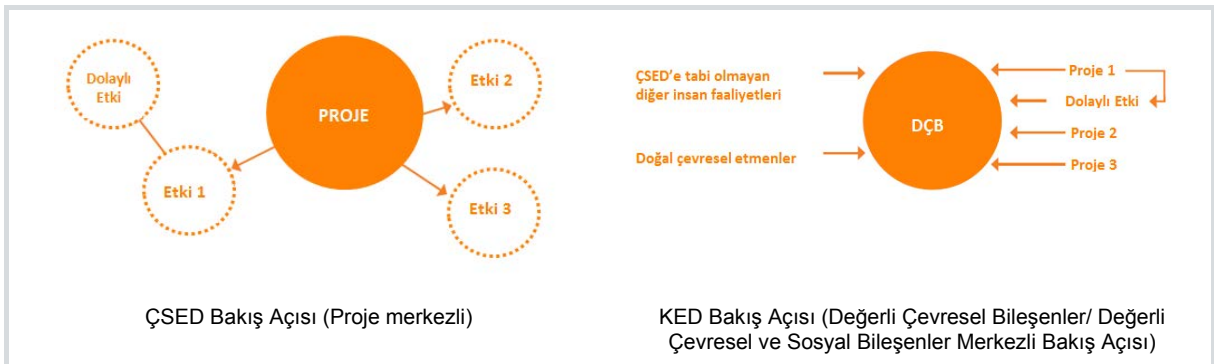 Dolaylı
Etki
PROJE
Etki 2
Etki 1
Etki 3
ÇSED Bakış Açısı (Proje merkezli)
ÇSED’e tabi olmayan
diğer insan faaliyetleri
Doğal çevresel etmenler
DÇB
Proje 1
Dolaylı Etki
Proje 2
Proje 3
KED Bakış Açısı (Değerli Çevresel Bileşenler/ Değerli
Çevresel ve Sosyal Bileşenler Merkezli Bakış Açısı)